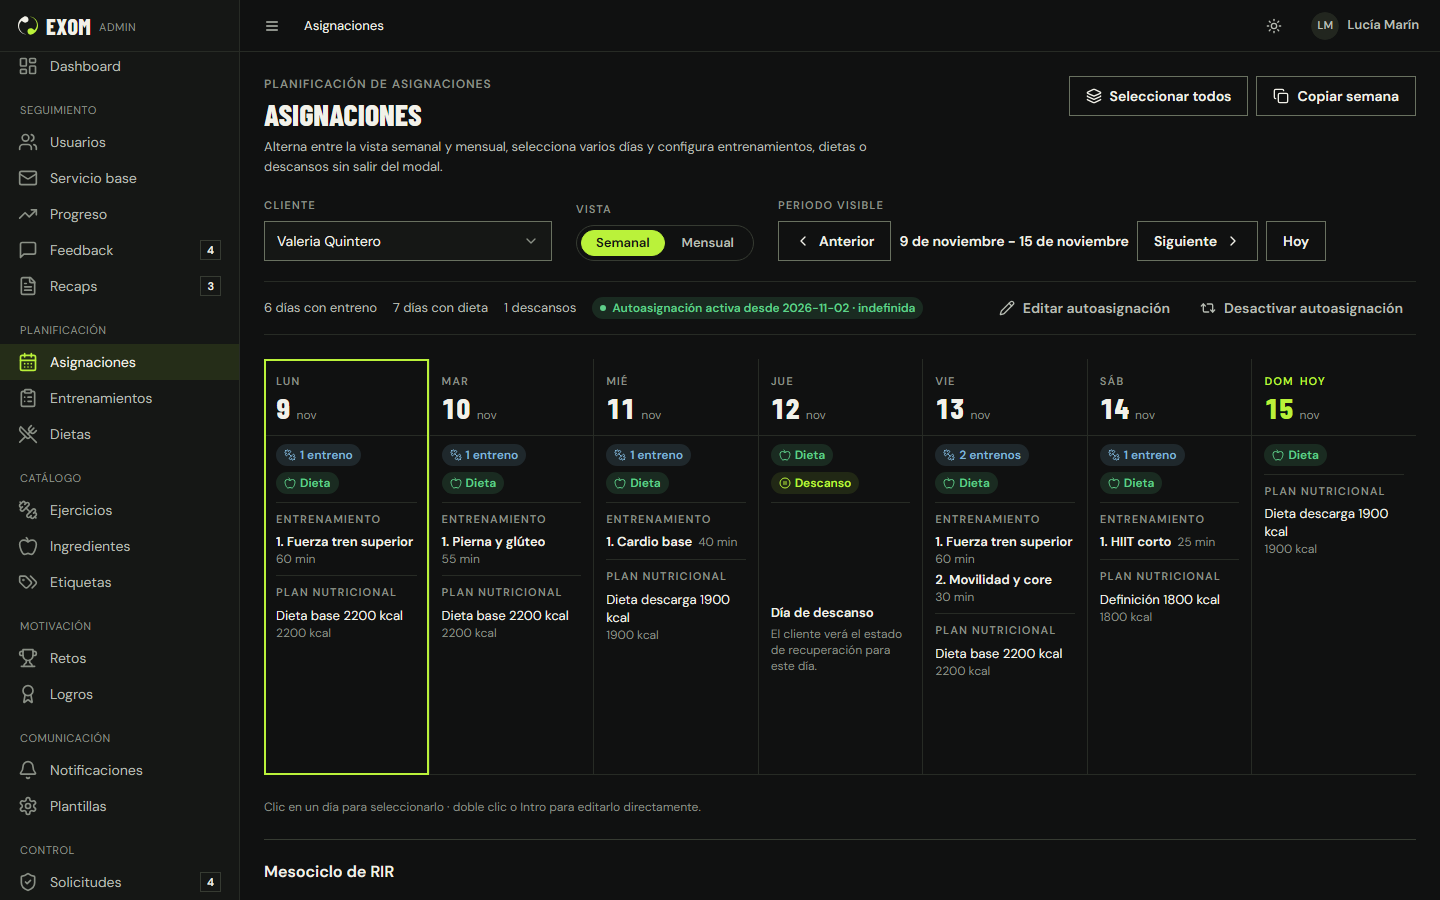 EXOM ADMIN
Dashboard
SEGUIMIENTO
Usuarios
Servicio base
Progreso
Feedback 4
Recaps 3
PLANIFICACIÓN
Asignaciones
Entrenamientos
Dietas
CATÁLOGO
Ejercicios
Ingredientes
Etiquetas
MOTIVACIÓN
Retos
Logros
COMUNICACIÓN
Notificaciones
Plantillas
CONTROL
Solicitudes 4
Asignaciones
LM Lucía Marín
PLANIFICACIÓN DE ASIGNACIONES
ASIGNACIONES
Alterna entre la vista semanal y mensual, selecciona varios días y configura entrenamientos, dietas o
descansos sin salir del modal.
Seleccionar todos
Copiar semana
CLIENTE
Valeria Quintero
VISTA
Semanal Mensual
PERIODO VISIBLE
Anterior 9 de noviembre - 15 de noviembre Siguiente Hoy
6 días con entreno 7 días con dieta 1 descansos Autoasignación activa desde 2026-11-02 · indefinida Editar autoasignación Desactivar autoasignación
LUN
9 nov
1 entreno
Dieta
ENTRENAMIENTO
1. Fuerza tren superior
60 min
PLAN NUTRICIONAL
Dieta base 2200 kcal
2200 kcal
MAR
10 nov
1 entreno
Dieta
ENTRENAMIENTO
1. Pierna y glúteo
55 min
PLAN NUTRICIONAL
Dieta base 2200 kcal
2200 kcal
MIÉ
11 nov
1 entreno
Dieta
ENTRENAMIENTO
1. Cardio base 40 min
PLAN NUTRICIONAL
Dieta descarga 1900
kcal
1900 kcal
JUE
12 nov
Dieta
Descanso
Día de descanso
El cliente verá el estado
de recuperación para
este día.
VIE
13 nov
2 entrenos
Dieta
ENTRENAMIENTO
1. Fuerza tren superior
60 min
2. Movilidad y core
30 min
PLAN NUTRICIONAL
Dieta base 2200 kcal
2200 kcal
SÁB
14 nov
1 entreno
Dieta
ENTRENAMIENTO
1. HIIT corto 25 min
PLAN NUTRICIONAL
Definición 1800 kcal
1800 kcal
DOM HOY
15 nov
Dieta
PLAN NUTRICIONAL
Dieta descarga 1900
kcal
1900 kcal
Clic en un día para seleccionarlo · doble clic o Intro para editarlo directamente.
Mesociclo de RIR